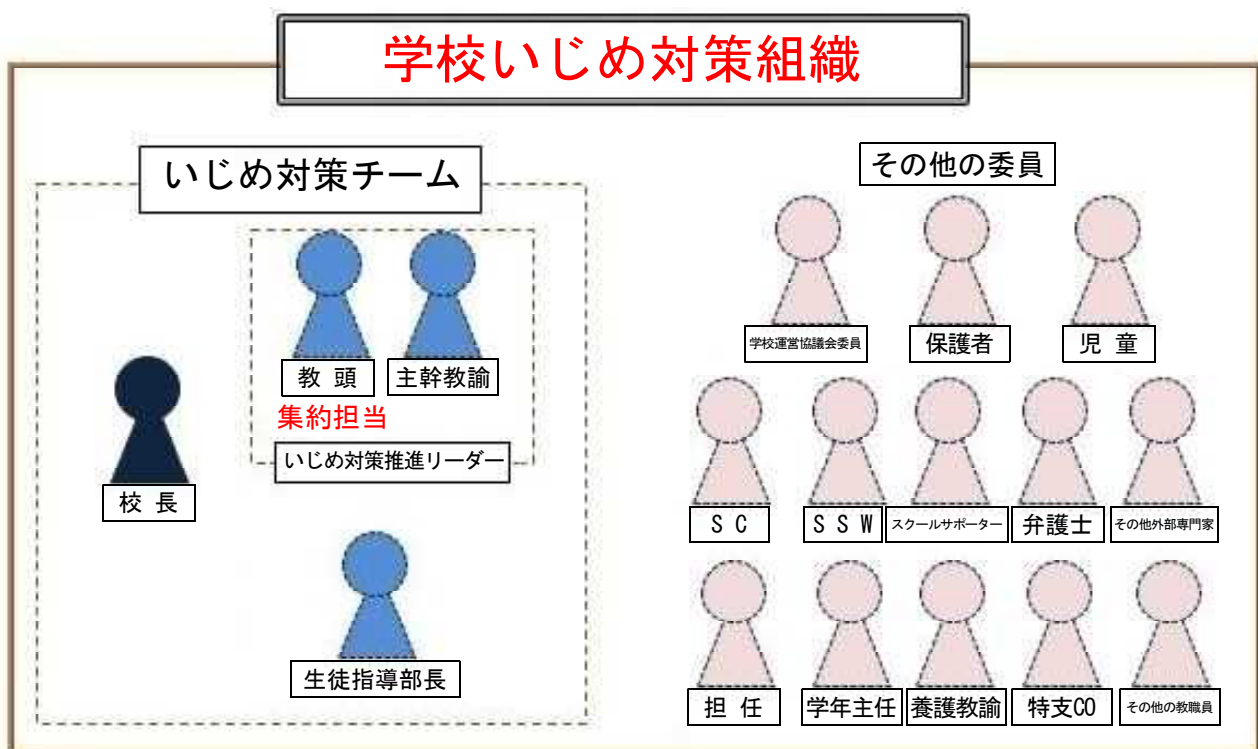 学校いじめ対策組織
いじめ対策チーム
教 頭
主幹教諭
集約担当
いじめ対策推進リーダー
校 長
生徒指導部長
その他の委員
学校運営協議会委員
保護者
児 童
S C
S S W
スクールサポーター
弁護士
その他外部専門家
担 任
学年主任
養護教諭
特支CO
その他の教職員